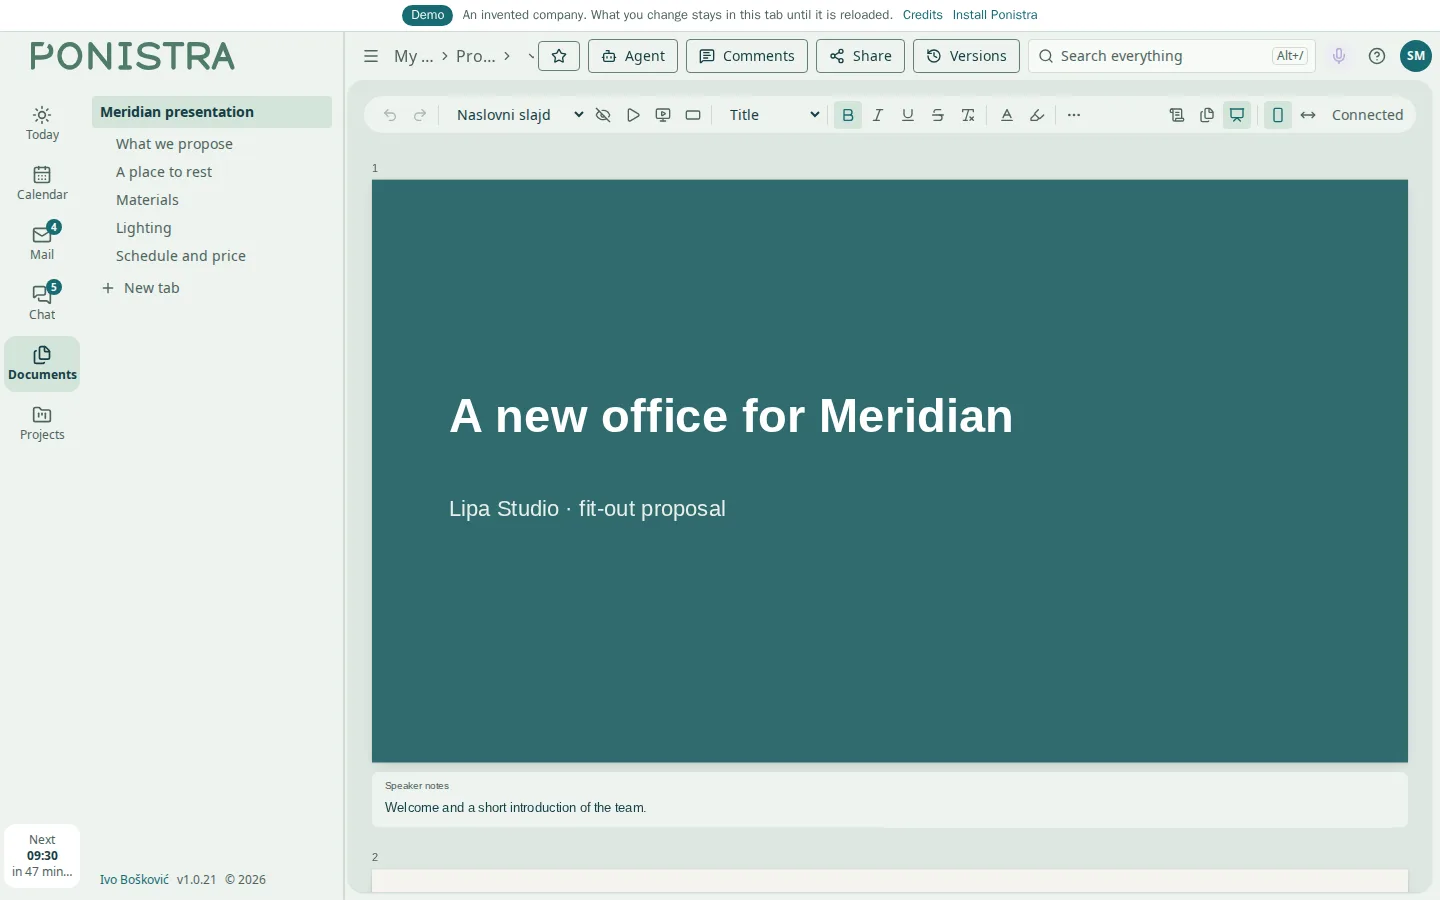 Demo An invented company. What you change stays in this tab until it is reloaded. Credits Install Ponistra
PONISTRA
My ... Pro... Agent Comments Share Versions Search everything Alt+/ SM
Naslovni slajd Title B I U S Connected
Today
Calendar
4
Mail
5
Chat
Documents
Projects
Meridian presentation
What we propose
A place to rest
Materials
Lighting
Schedule and price
New tab
1
A new office for Meridian
Lipa Studio · fit-out proposal
Speaker notes
Welcome and a short introduction of the team.
2
Next
09:30
in 47 min...
Ivo Bošković v1.0.21 © 2026